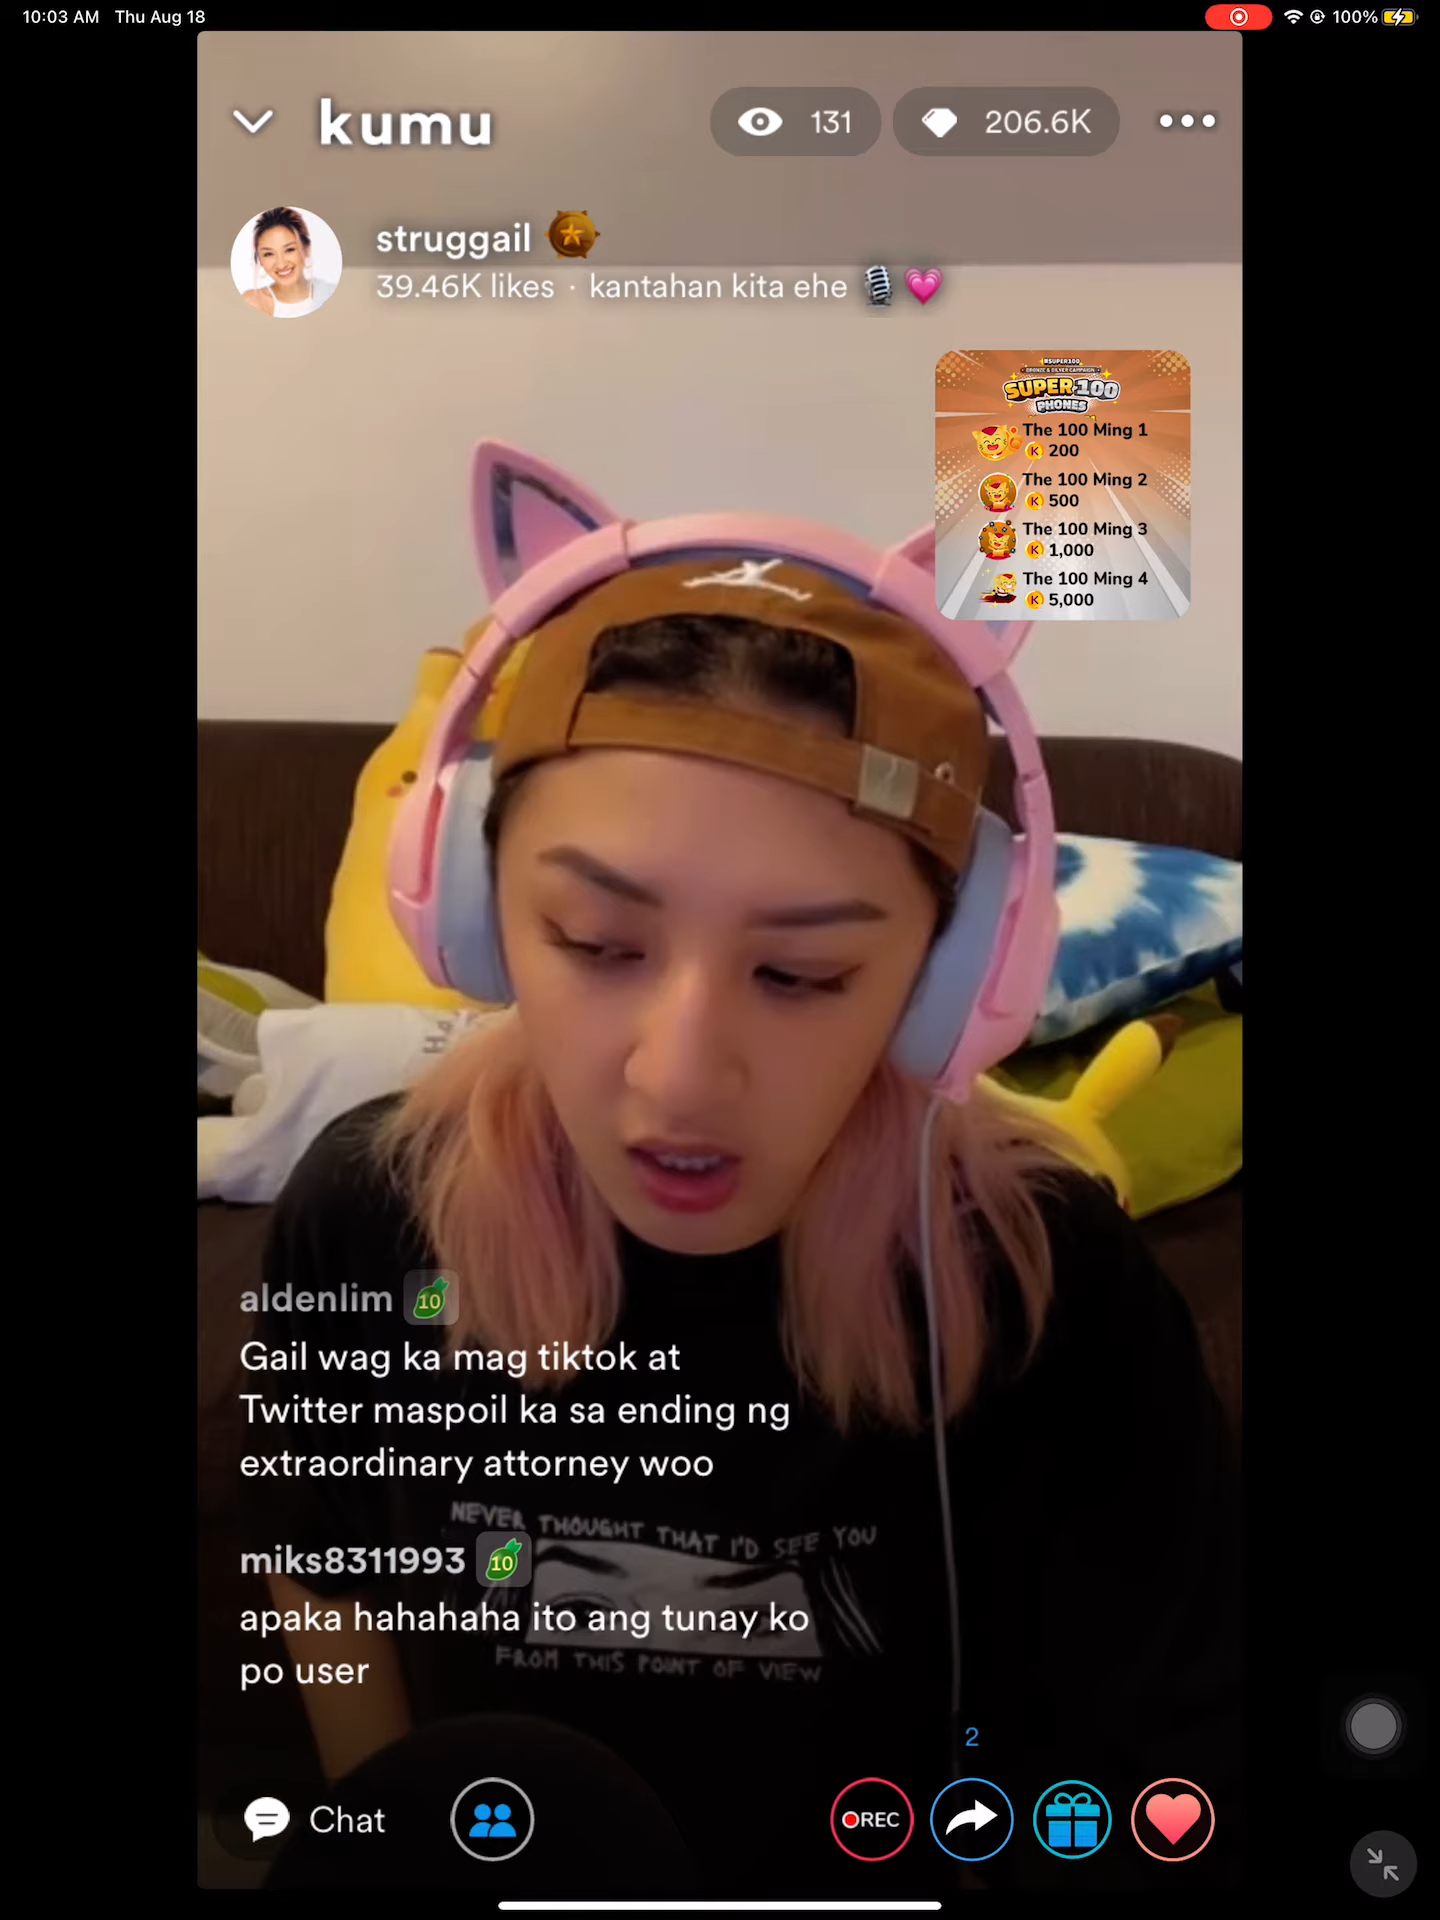 10:03 AM Thu Aug 18
100%
kumu
131
206.6K
struggail
39.46K likes · kantahan kita ehe
#SUPER100
BRONZE & SILVER CAMPAIGN
SUPER 100
PHONES
The 100 Ming 1
K 200
The 100 Ming 2
K 500
The 100 Ming 3
K 1,000
The 100 Ming 4
K 5,000
aldenlim 10
Gail wag ka mag tiktok at
Twitter maspoil ka sa ending ng
extraordinary attorney woo
NEVER THOUGHT THAT I'D SEE YOU
miks8311993 10
apaka hahahaha ito ang tunay ko
po user
FROM THIS POINT OF VIEW
2
Chat
REC